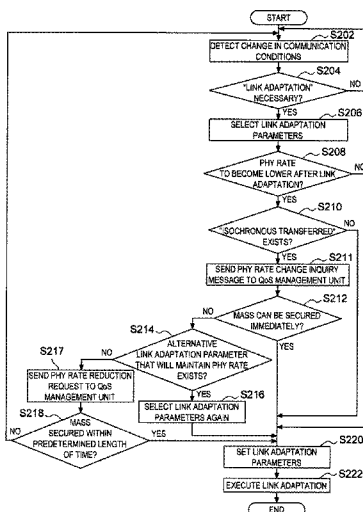 START
S202
DETECT CHANGE IN COMMUNICATION
CONDITIONS
S204
"LINK ADAPTATION"
NECESSARY?
NO
YES
S206
SELECT LINK ADAPTATION
PARAMETERS
S208
PHY RATE
TO BECOME LOWER AFTER LINK
ADAPTATION?
NO
YES
S210
"ISOCHRONOUS TRANSFERRED"
EXISTS?
NO
YES
S211
SEND PHY RATE CHANGE INQUIRY
MESSAGE TO QoS MANAGEMENT UNIT
S212
MASS CAN BE SECURED
IMMEDIATELY?
NO
YES
S214
ALTERNATIVE
LINK ADAPTATION PARAMETER
THAT WILL MAINTAIN PHY RATE
EXISTS?
NO
YES
S217
SEND PHY RATE REDUCTION
REQUEST TO QoS
MANAGEMENT UNIT
S216
SELECT LINK ADAPTATION
PARAMETERS AGAIN
S218
MASS
SECURED WITHIN
PREDETERMINED LENGTH
OF TIME?
NO
YES
S220
SET LINK ADAPTATION
PARAMETERS
S222
EXECUTE LINK ADAPTATION
END